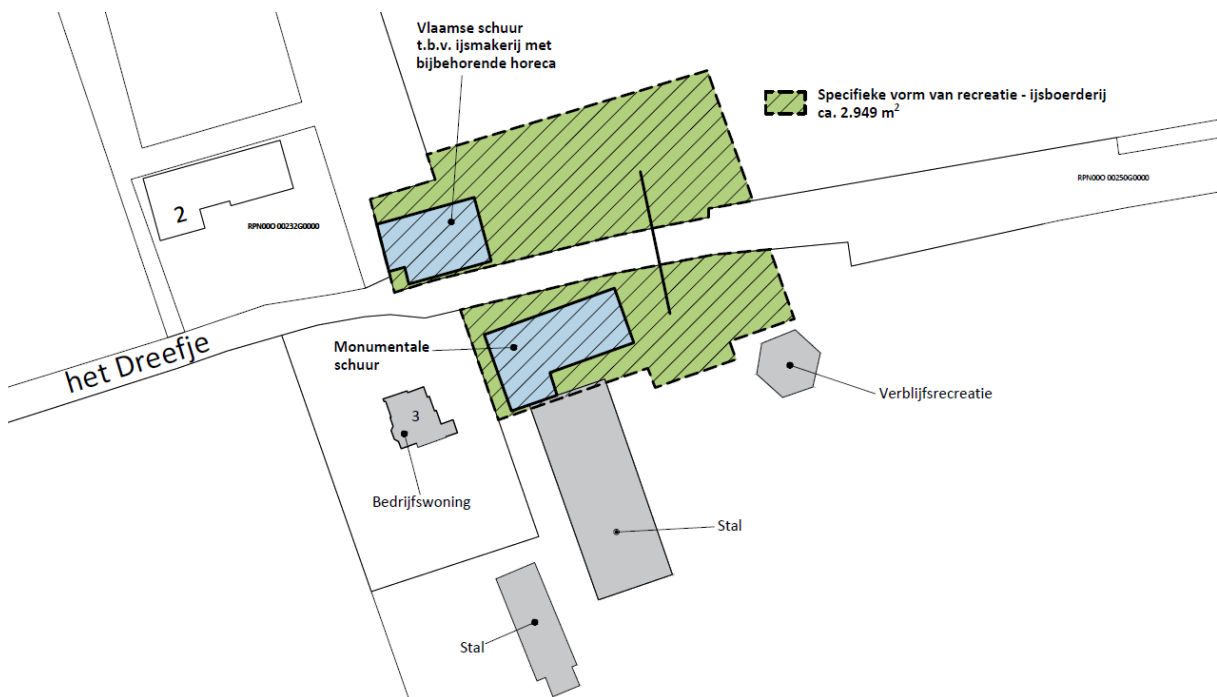 Vlaamse schuur
t.b.v. ijsmakerij met
bijbehorende horeca
Specifieke vorm van recreatie - ijsboerderij
ca. 2.949 m²
RPN00O 00250G0000
2
RPN00O 00232G0000
het Dreefje
Monumentale
schuur
Verblijfsrecreatie
3
Bedrijfswoning
Stal
Stal